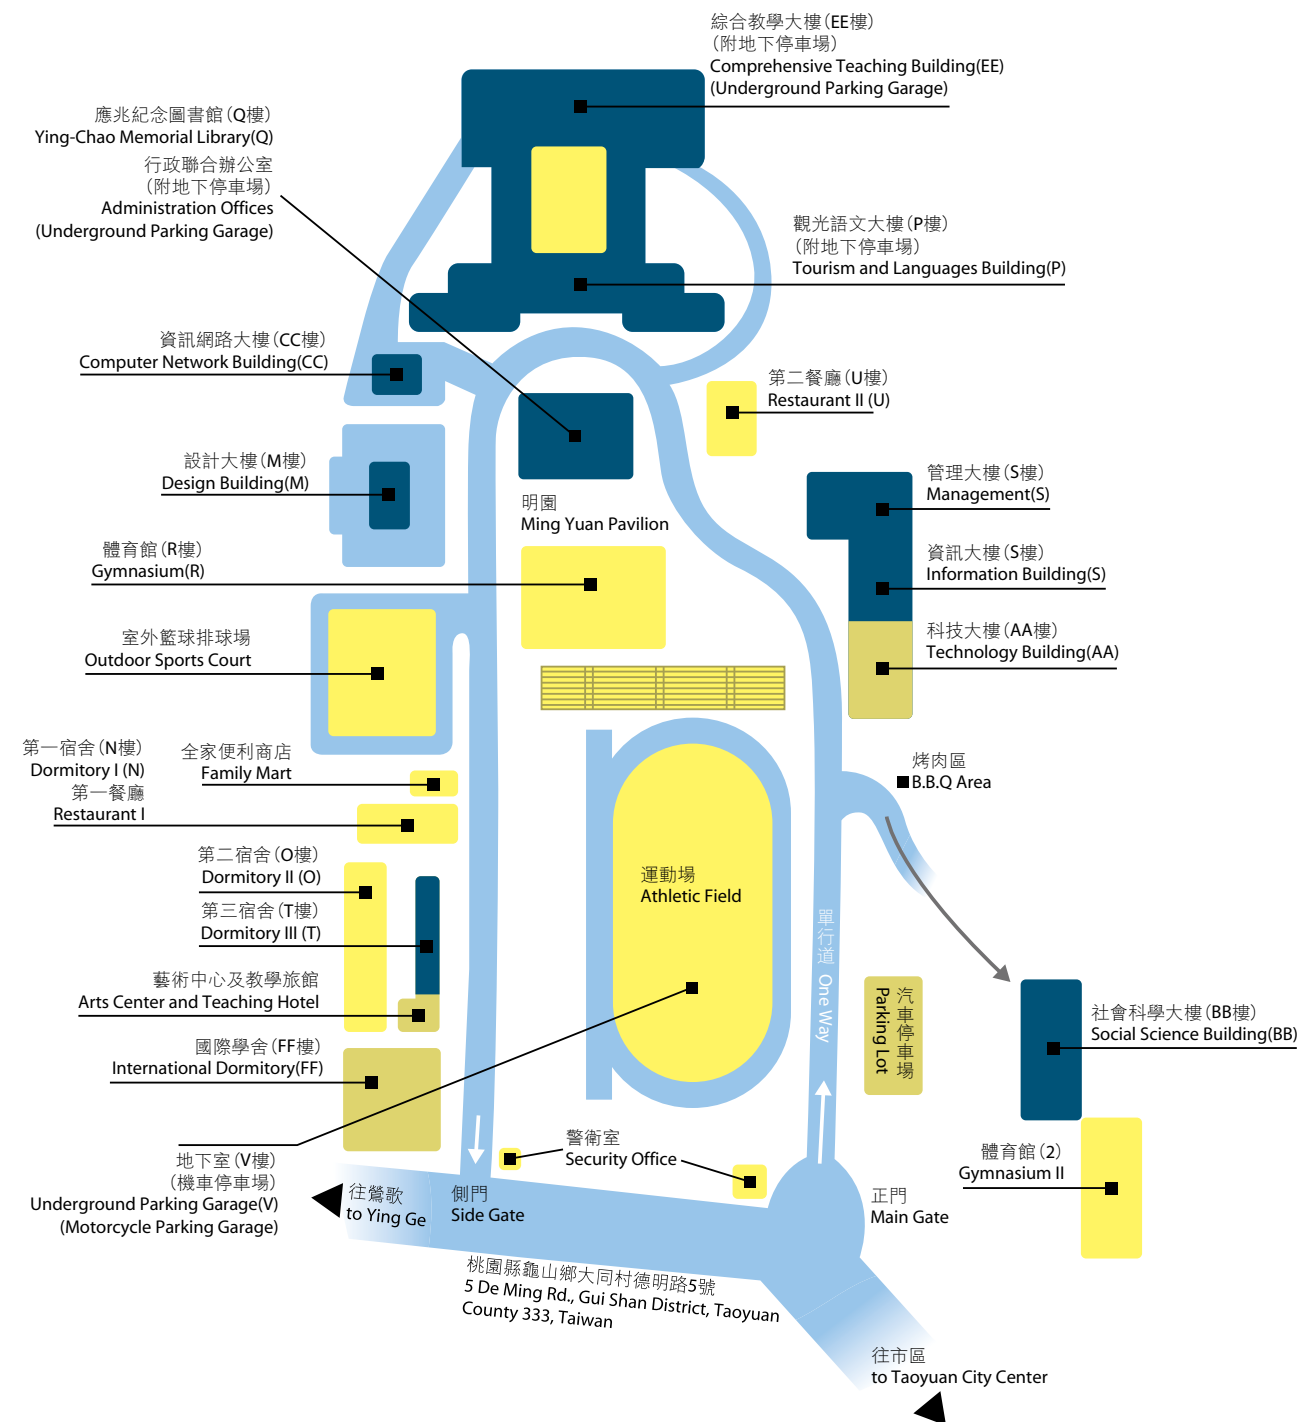 綜合教學大樓(EE樓)
(附地下停車場)
Comprehensive Teaching Building(EE)
(Underground Parking Garage)
應兆紀念圖書館(Q樓)
Ying-Chao Memorial Library(Q)
行政聯合辦公室
(附地下停車場)
Administration Offices
(Underground Parking Garage)
觀光語文大樓(P樓)
(附地下停車場)
Tourism and Languages Building(P)
資訊網路大樓(CC樓)
Computer Network Building(CC)
第二餐廳(U樓)
Restaurant II (U)
設計大樓(M樓)
Design Building(M)
明園
Ming Yuan Pavilion
管理大樓(S樓)
Management(S)
體育館(R樓)
Gymnasium(R)
資訊大樓(S樓)
Information Building(S)
室外籃球排球場
Outdoor Sports Court
科技大樓(AA樓)
Technology Building(AA)
第一宿舍(N樓)
Dormitory I (N)
第一餐廳
Restaurant I
全家便利商店
Family Mart
烤肉區
B.B.Q Area
第二宿舍(O樓)
Dormitory II (O)
運動場
Athletic Field
第三宿舍(T樓)
Dormitory III (T)
單行道 One Way
藝術中心及教學旅館
Arts Center and Teaching Hotel
汽車停車場
Parking Lot
社會科學大樓(BB樓)
Social Science Building(BB)
國際學舍(FF樓)
International Dormitory(FF)
地下室(V樓)
(機車停車場)
Underground Parking Garage(V)
(Motorcycle Parking Garage)
警衛室
Security Office
體育館(2)
Gymnasium II
往鶯歌
to Ying Ge
側門
Side Gate
正門
Main Gate
桃園縣龜山鄉大同村德明路5號
5 De Ming Rd., Gui Shan District, Taoyuan
County 333, Taiwan
往市區
to Taoyuan City Center